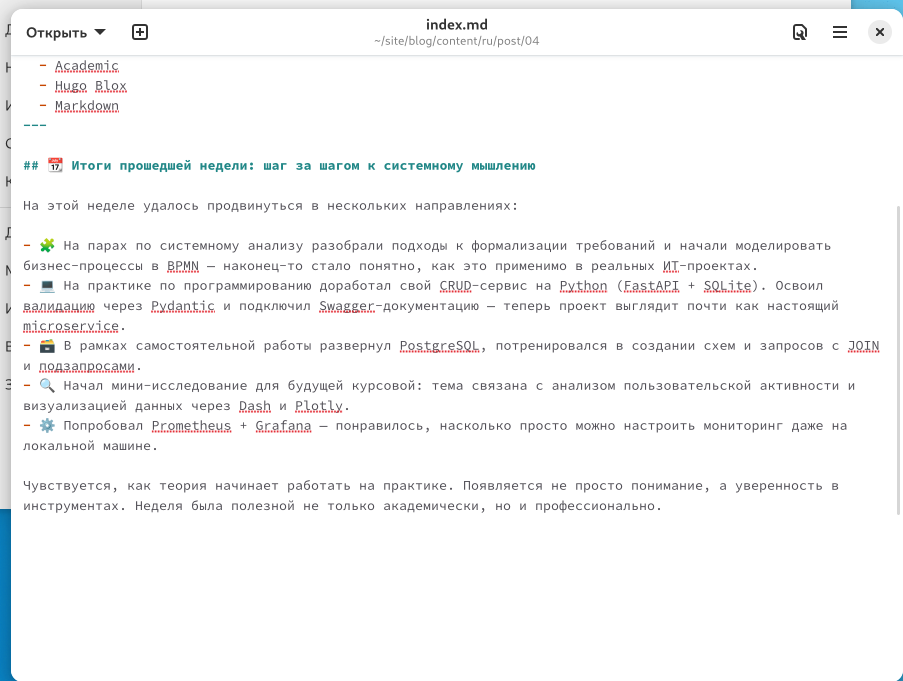 Открыть
index.md
~/site/blog/content/ru/post/04
- Academic
- Hugo Blox
- Markdown
---
## 📆 Итоги прошедшей недели: шаг за шагом к системному мышлению
На этой неделе удалось продвинуться в нескольких направлениях:
- 🧩 На парах по системному анализу разобрали подходы к формализации требований и начали моделировать
бизнес-процессы в BPMN — наконец-то стало понятно, как это применимо в реальных ИТ-проектах.
- 💻 На практике по программированию доработал свой CRUD-сервис на Python (FastAPI + SQLite). Освоил
валидацию через Pydantic и подключил Swagger-документацию — теперь проект выглядит почти как настоящий
microservice.
- 🗃️ В рамках самостоятельной работы развернул PostgreSQL, потренировался в создании схем и запросов с JOIN
и подзапросами.
- 🔍 Начал мини-исследование для будущей курсовой: тема связана с анализом пользовательской активности и
визуализацией данных через Dash и Plotly.
- ⚙️ Попробовал Prometheus + Grafana — понравилось, насколько просто можно настроить мониторинг даже на
локальной машине.
Чувствуется, как теория начинает работать на практике. Появляется не просто понимание, а уверенность в
инструментах. Неделя была полезной не только академически, но и профессионально.